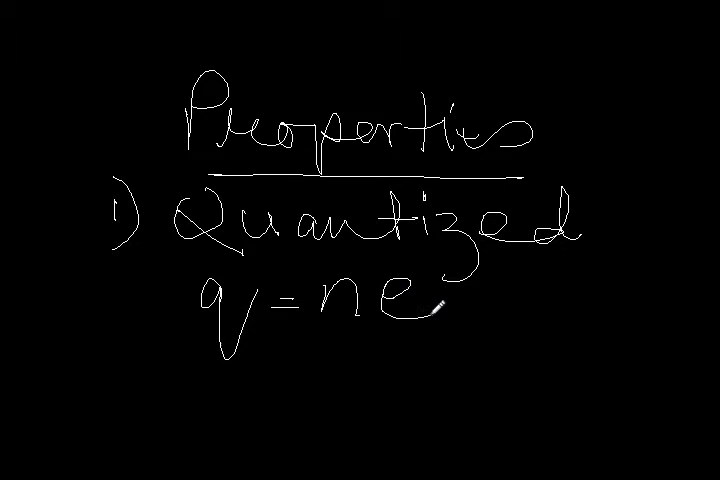 Properties
1) Quantized
q = ne